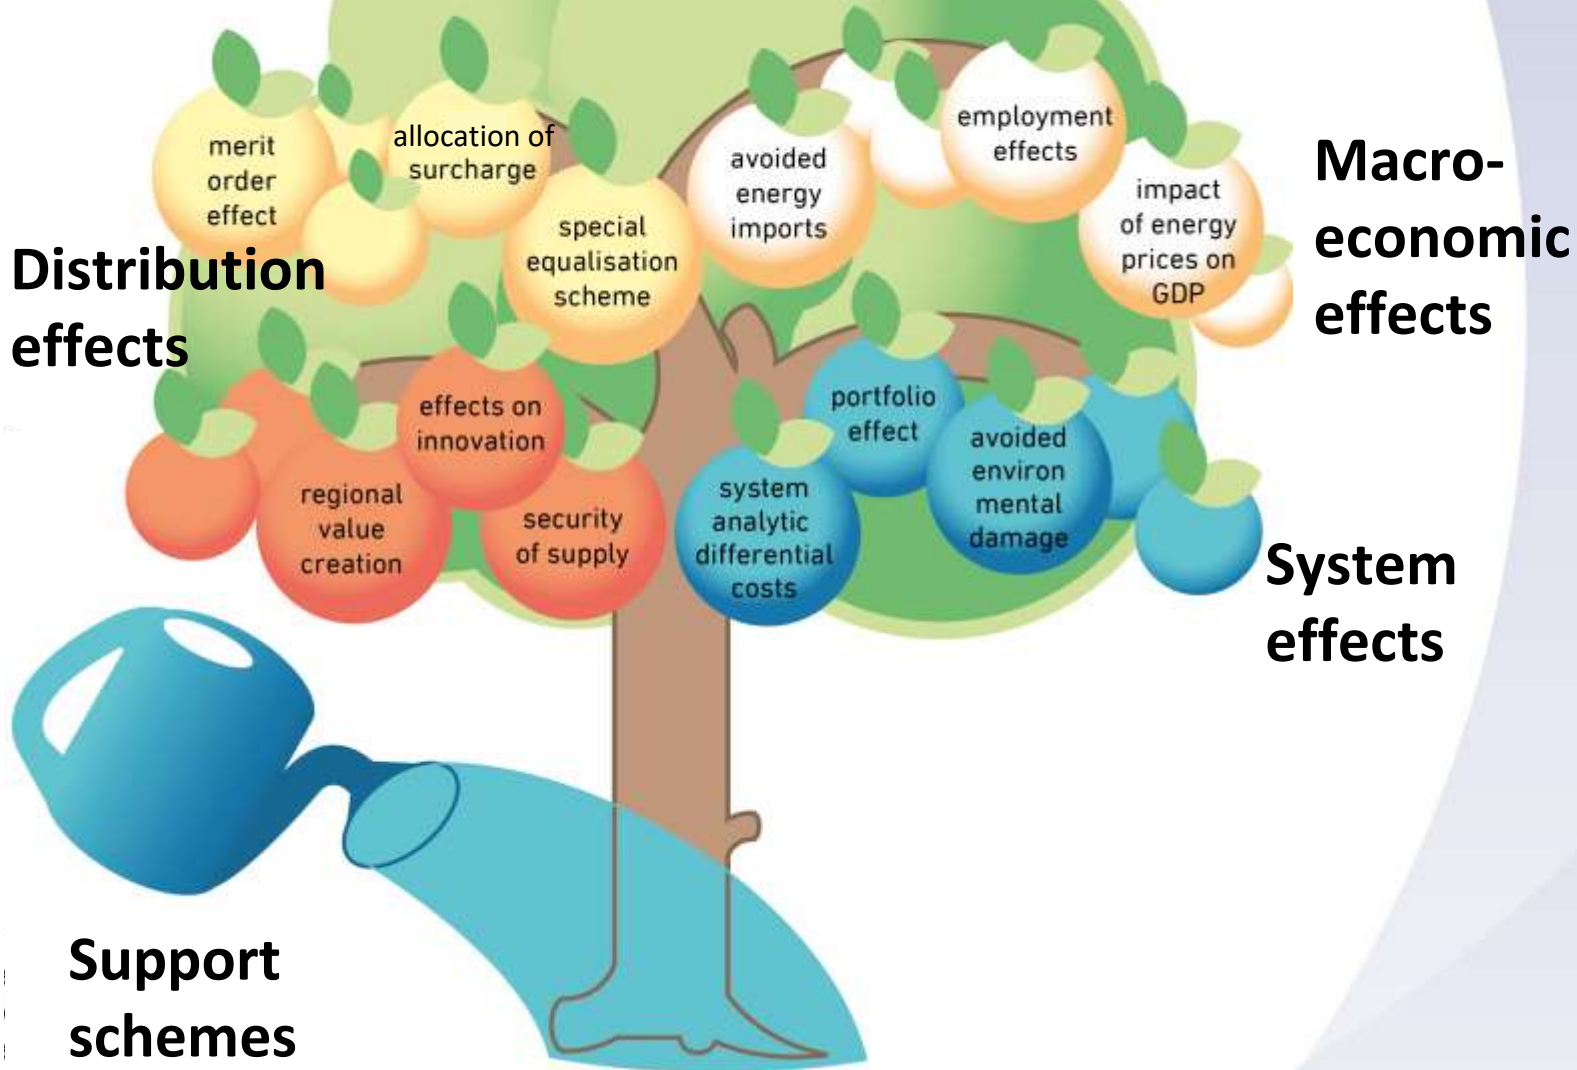 merit
order
effect
allocation of
surcharge
special
equalisation
scheme
avoided
energy
imports
employment
effects
impact
of energy
prices on
GDP
Macro-
economic
effects
Distribution
effects
effects on
innovation
regional
value
creation
security
of supply
portfolio
effect
system
analytic
differential
costs
avoided
environ
mental
damage
System
effects
Support
schemes